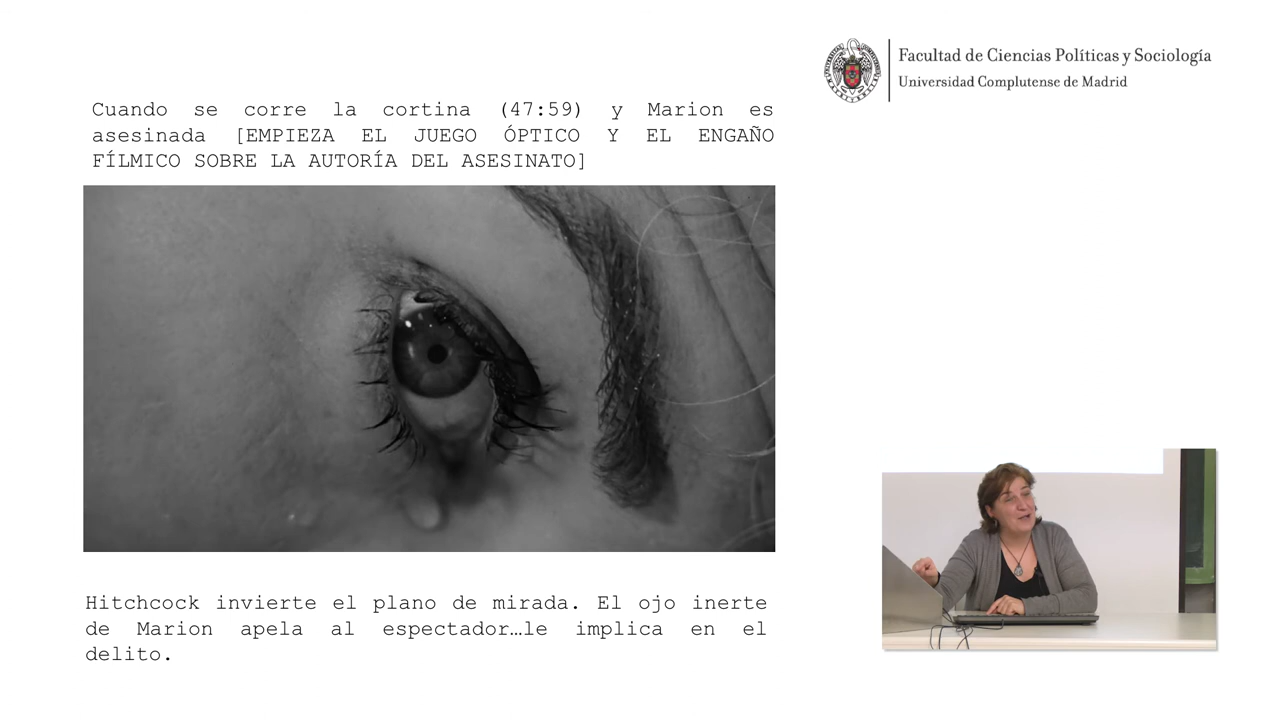 Facultad de Ciencias Políticas y Sociología
Universidad Complutense de Madrid
Cuando se corre la cortina (47:59) y Marion es
asesinada [EMPIEZA EL JUEGO ÓPTICO Y EL ENGAÑO
FÍLMICO SOBRE LA AUTORÍA DEL ASESINATO]
Hitchcock invierte el plano de mirada. El ojo inerte
de Marion apela al espectador…le implica en el
delito.